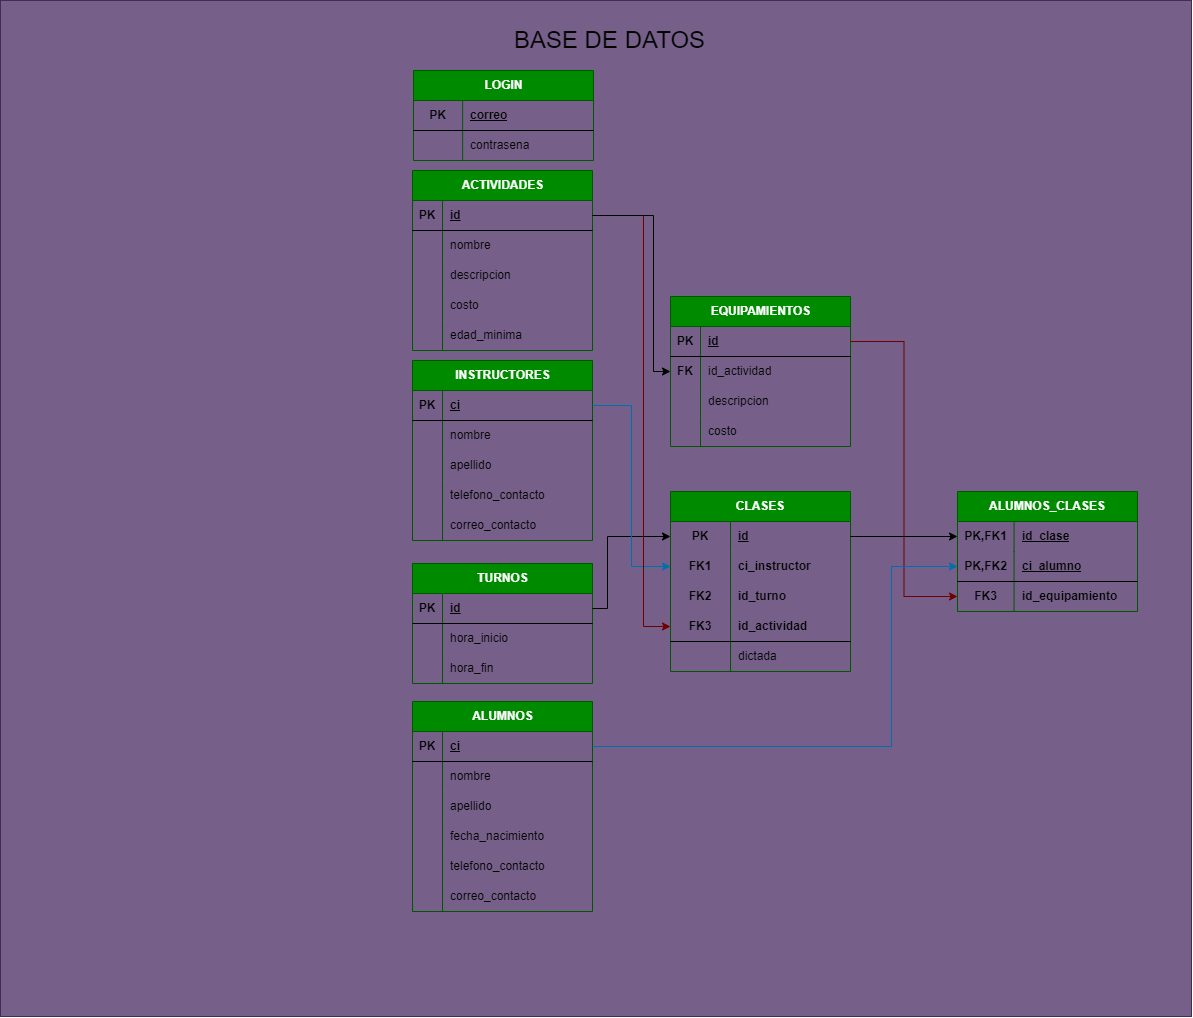 BASE DE DATOS
LOGIN
PK correo
contrasena
ACTIVIDADES
PK id
nombre
descripcion
costo
edad_minima
INSTRUCTORES
PK ci
nombre
apellido
telefono_contacto
correo_contacto
TURNOS
PK id
hora_inicio
hora_fin
ALUMNOS
PK ci
nombre
apellido
fecha_nacimiento
telefono_contacto
correo_contacto
EQUIPAMIENTOS
PK id
FK id_actividad
descripcion
costo
CLASES
PK id
FK1 ci_instructor
FK2 id_turno
FK3 id_actividad
dictada
ALUMNOS_CLASES
PK,FK1 id_clase
PK,FK2 ci_alumno
FK3 id_equipamiento